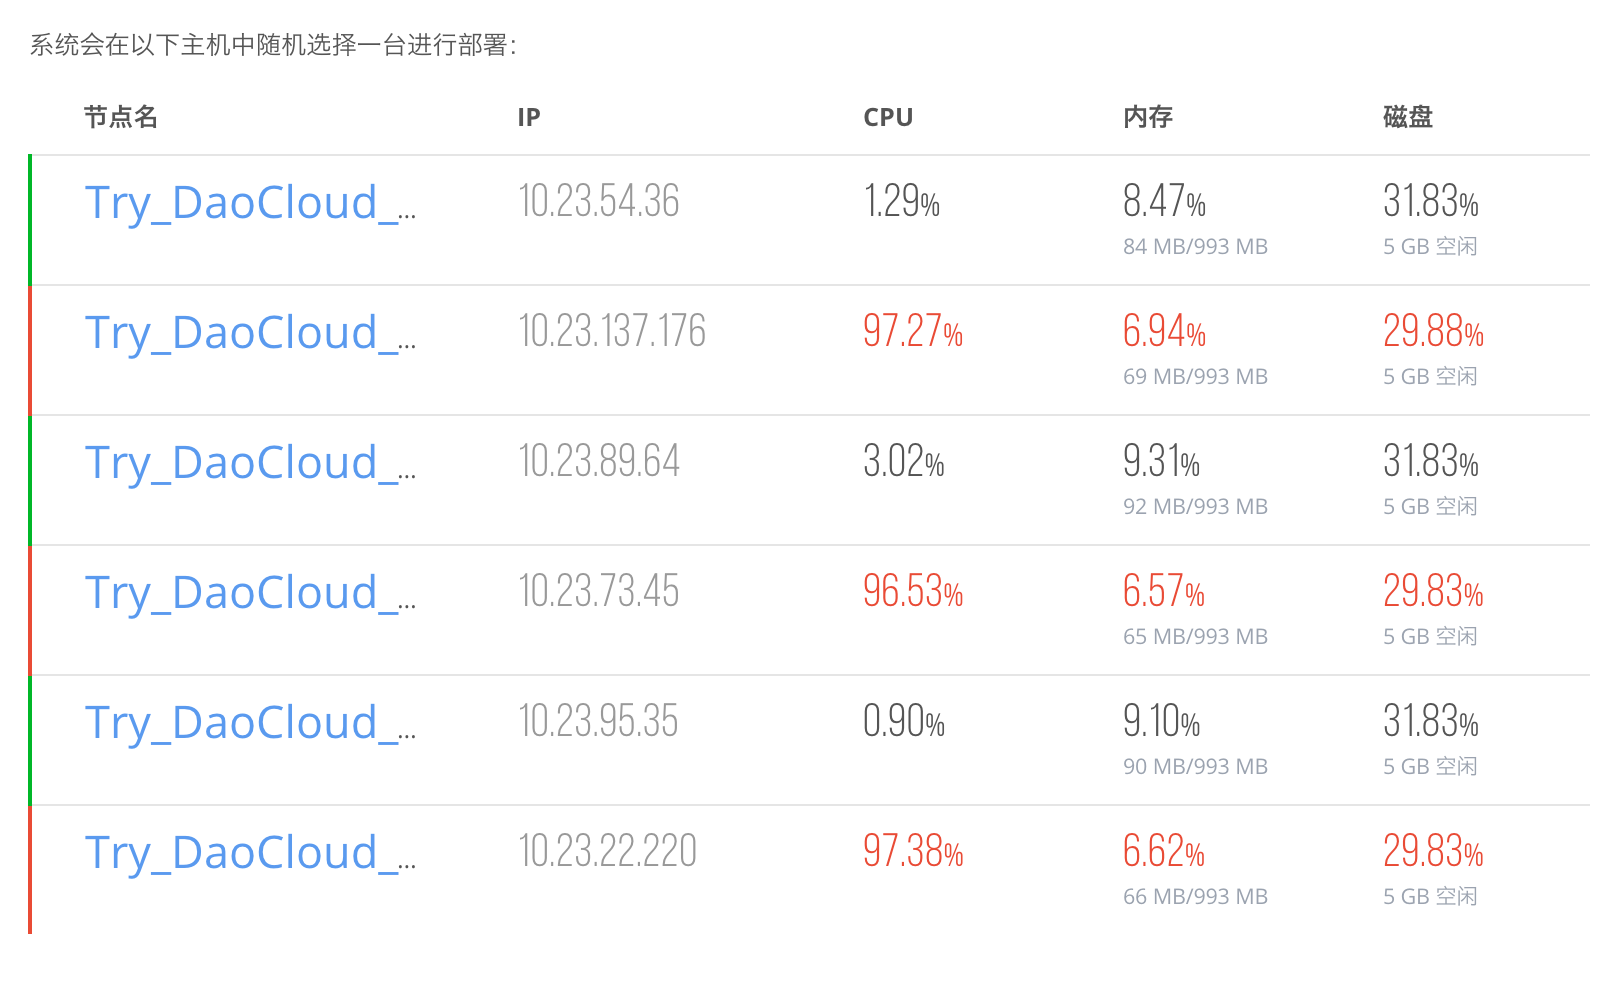 系统会在以下主机中随机选择一台进行部署：
节点名 IP CPU 内存 磁盘
Try_DaoCloud_... 10.23.54.36 1.29% 8.47% 31.83%
84 MB/993 MB 5 GB 空闲
Try_DaoCloud_... 10.23.137.176 97.27% 6.94% 29.88%
69 MB/993 MB 5 GB 空闲
Try_DaoCloud_... 10.23.89.64 3.02% 9.31% 31.83%
92 MB/993 MB 5 GB 空闲
Try_DaoCloud_... 10.23.73.45 96.53% 6.57% 29.83%
65 MB/993 MB 5 GB 空闲
Try_DaoCloud_... 10.23.95.35 0.90% 9.10% 31.83%
90 MB/993 MB 5 GB 空闲
Try_DaoCloud_... 10.23.22.220 97.38% 6.62% 29.83%
66 MB/993 MB 5 GB 空闲